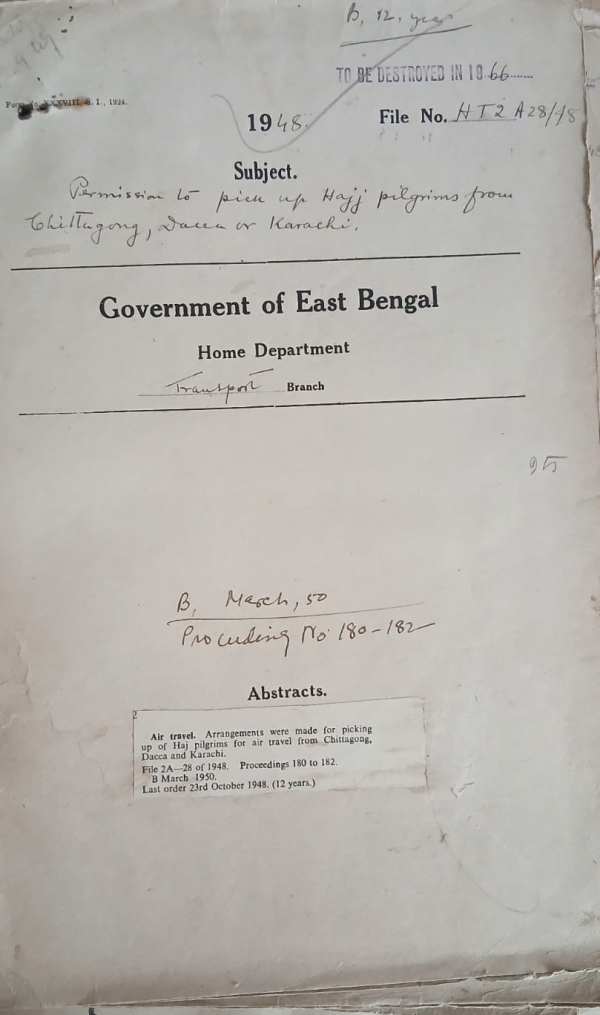 B, 12, years
TO BE DESTROYED IN 1966......
1924.
1948.
File No. HT2 A28/48
Subject.
Permission to pick up Hajj pilgrims from
Chittagong, Dacca or Karachi.
Government of East Bengal
Home Department
Transport Branch
B, March, 50
Proceeding No 180-182
Abstracts.
2
Air travel. Arrangements were made for picking
up of Haj pilgrims for air travel from Chittagong,
Dacca and Karachi.
File 2A—28 of 1948. Proceedings 180 to 182.
B March 1950.
Last order 23rd October 1948. (12 years.)